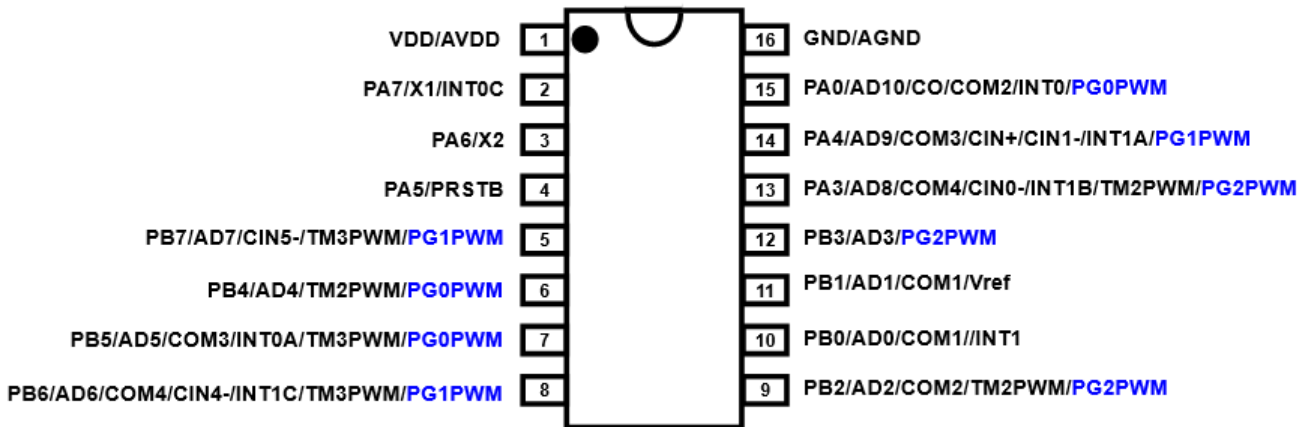 VDD/AVDD 1 16 GND/AGND
PA7/X1/INT0C 2 15 PA0/AD10/CO/COM2/INT0/PG0PWM
PA6/X2 3 14 PA4/AD9/COM3/CIN+/CIN1-/INT1A/PG1PWM
PA5/PRSTB 4 13 PA3/AD8/COM4/CIN0-/INT1B/TM2PWM/PG2PWM
PB7/AD7/CIN5-/TM3PWM/PG1PWM 5 12 PB3/AD3/PG2PWM
PB4/AD4/TM2PWM/PG0PWM 6 11 PB1/AD1/COM1/Vref
PB5/AD5/COM3/INT0A/TM3PWM/PG0PWM 7 10 PB0/AD0/COM1//INT1
PB6/AD6/COM4/CIN4-/INT1C/TM3PWM/PG1PWM 8 9 PB2/AD2/COM2/TM2PWM/PG2PWM